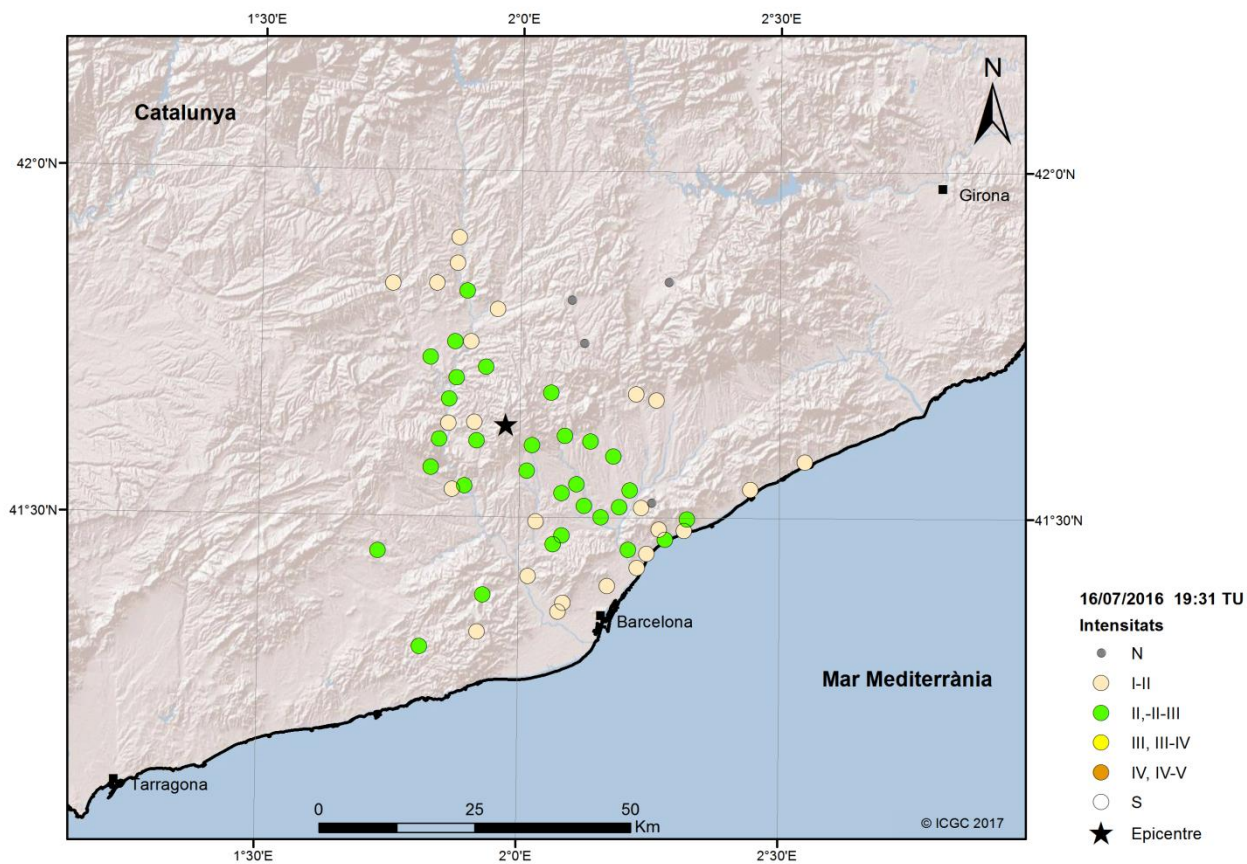 1°30'E 2°0'E 2°30'E
N
Catalunya
42°0'N 42°0'N
Girona
41°30'N 41°30'N
Barcelona
Mar Mediterrània
Tarragona
0 25 50
Km
© ICGC 2017
1°30'E 2°0'E 2°30'E
16/07/2016 19:31 TU
Intensitats
N
I-II
II,-II-III
III, III-IV
IV, IV-V
S
Epicentre